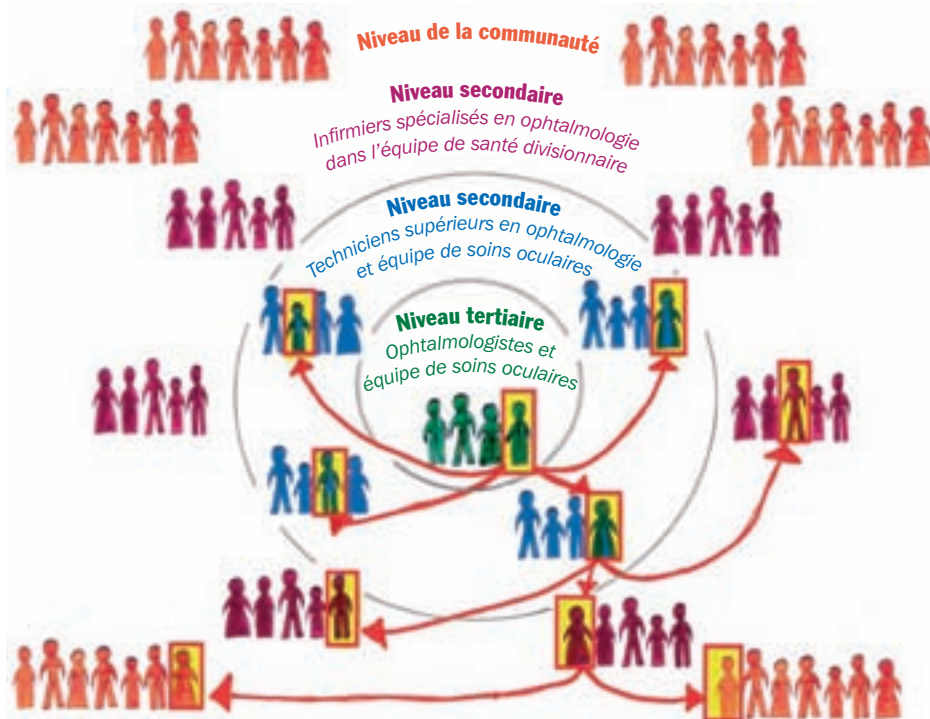 Niveau de la communauté
Niveau secondaire
Infirmiers spécialisés en ophtalmologie
dans l’équipe de santé divisionnaire
Niveau secondaire
Techniciens supérieurs en ophtalmologie
et équipe de soins oculaires
Niveau tertiaire
Ophtalmologistes et
équipe de soins oculaires